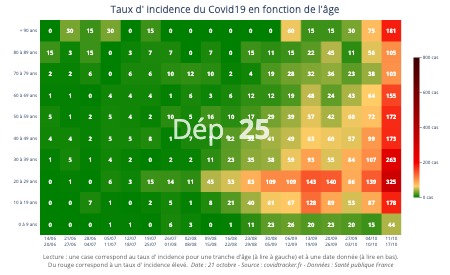 Taux d' incidence du Covid19 en fonction de l'âge
+ 90 ans 0 30 15 30 0 15 0 0 0 0 0 0 60 15 15 30 75 181
80 à 89 ans 15 3 15 0 3 7 7 0 7 0 15 11 15 22 45 11 56 105
70 à 79 ans 2 2 6 0 6 6 10 12 10 2 4 19 28 32 36 23 38 105
60 à 69 ans 1 1 0 4 4 4 1 6 3 6 12 12 19 48 24 43 64 155
50 à 59 ans 5 1 2 5 4 2 10 16 10 17 29 39 57 42 72 172
40 à 49 ans 4 4 2 5 5 8 1 7 41 49 63 60 57 99 173
30 à 39 ans 1 5 1 4 2 0 2 2 11 23 35 38 59 93 55 84 107 263
20 à 29 ans 0 1 0 6 3 15 14 11 45 53 83 109 109 143 140 86 139 325
10 à 19 ans 0 0 7 1 0 2 5 1 8 21 40 61 67 128 89 53 87 178
0 à 9 ans 0 0 0 0 0 6 0 0 11 23 26 20 20 15 44
Dép. 25
800 cas
600 cas
400 cas
200 cas
0 cas
14/06 21/06 28/06 05/07 12/07 19/07 26/07 02/08 09/08 16/08 23/08 30/08 06/09 13/09 20/09 27/09 04/10 11/10
20/06 27/06 04/07 11/07 18/07 25/07 01/08 08/08 15/08 22/08 29/08 05/09 12/09 19/09 26/09 03/10 10/10 17/10
Lecture : une case correspond au taux d' incidence pour une tranche d'âge (à lire à gauche) et à une date donnée (à lire en bas).
Du rouge correspond à un taux d' incidence élevé. Date : 21 octobre - Source : covidtracker.fr - Données : Santé publique France